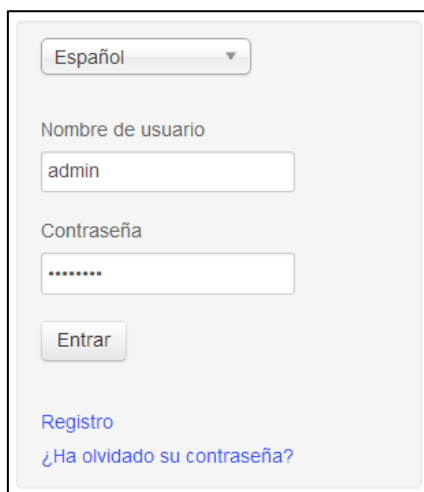 Español
Nombre de usuario
admin
Contraseña
••••••••
Entrar
Registro
¿Ha olvidado su contraseña?